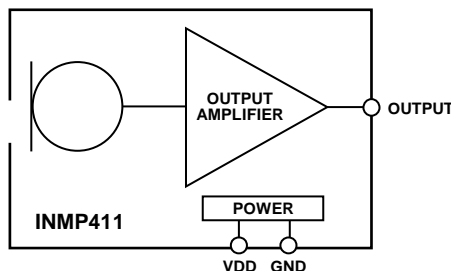 OUTPUT
AMPLIFIER
OUTPUT
POWER
INMP411
VDD GND